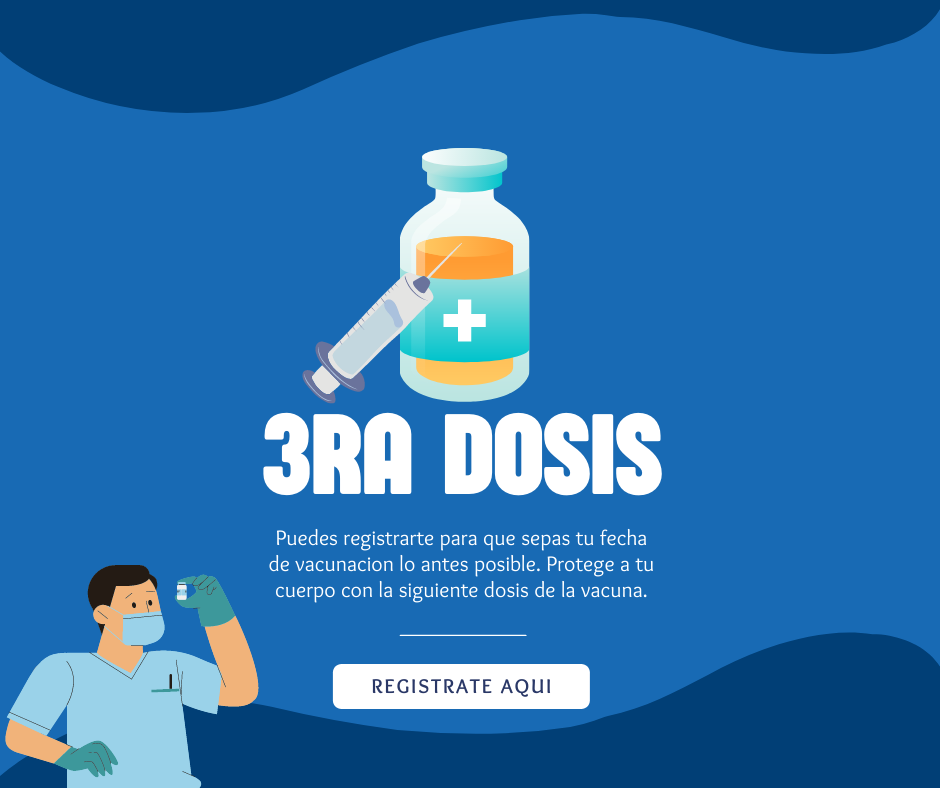 3RA DOSIS
Puedes registrarte para que sepas tu fecha
de vacunacion lo antes posible. Protege a tu
cuerpo con la siguiente dosis de la vacuna.
REGISTRATE AQUI